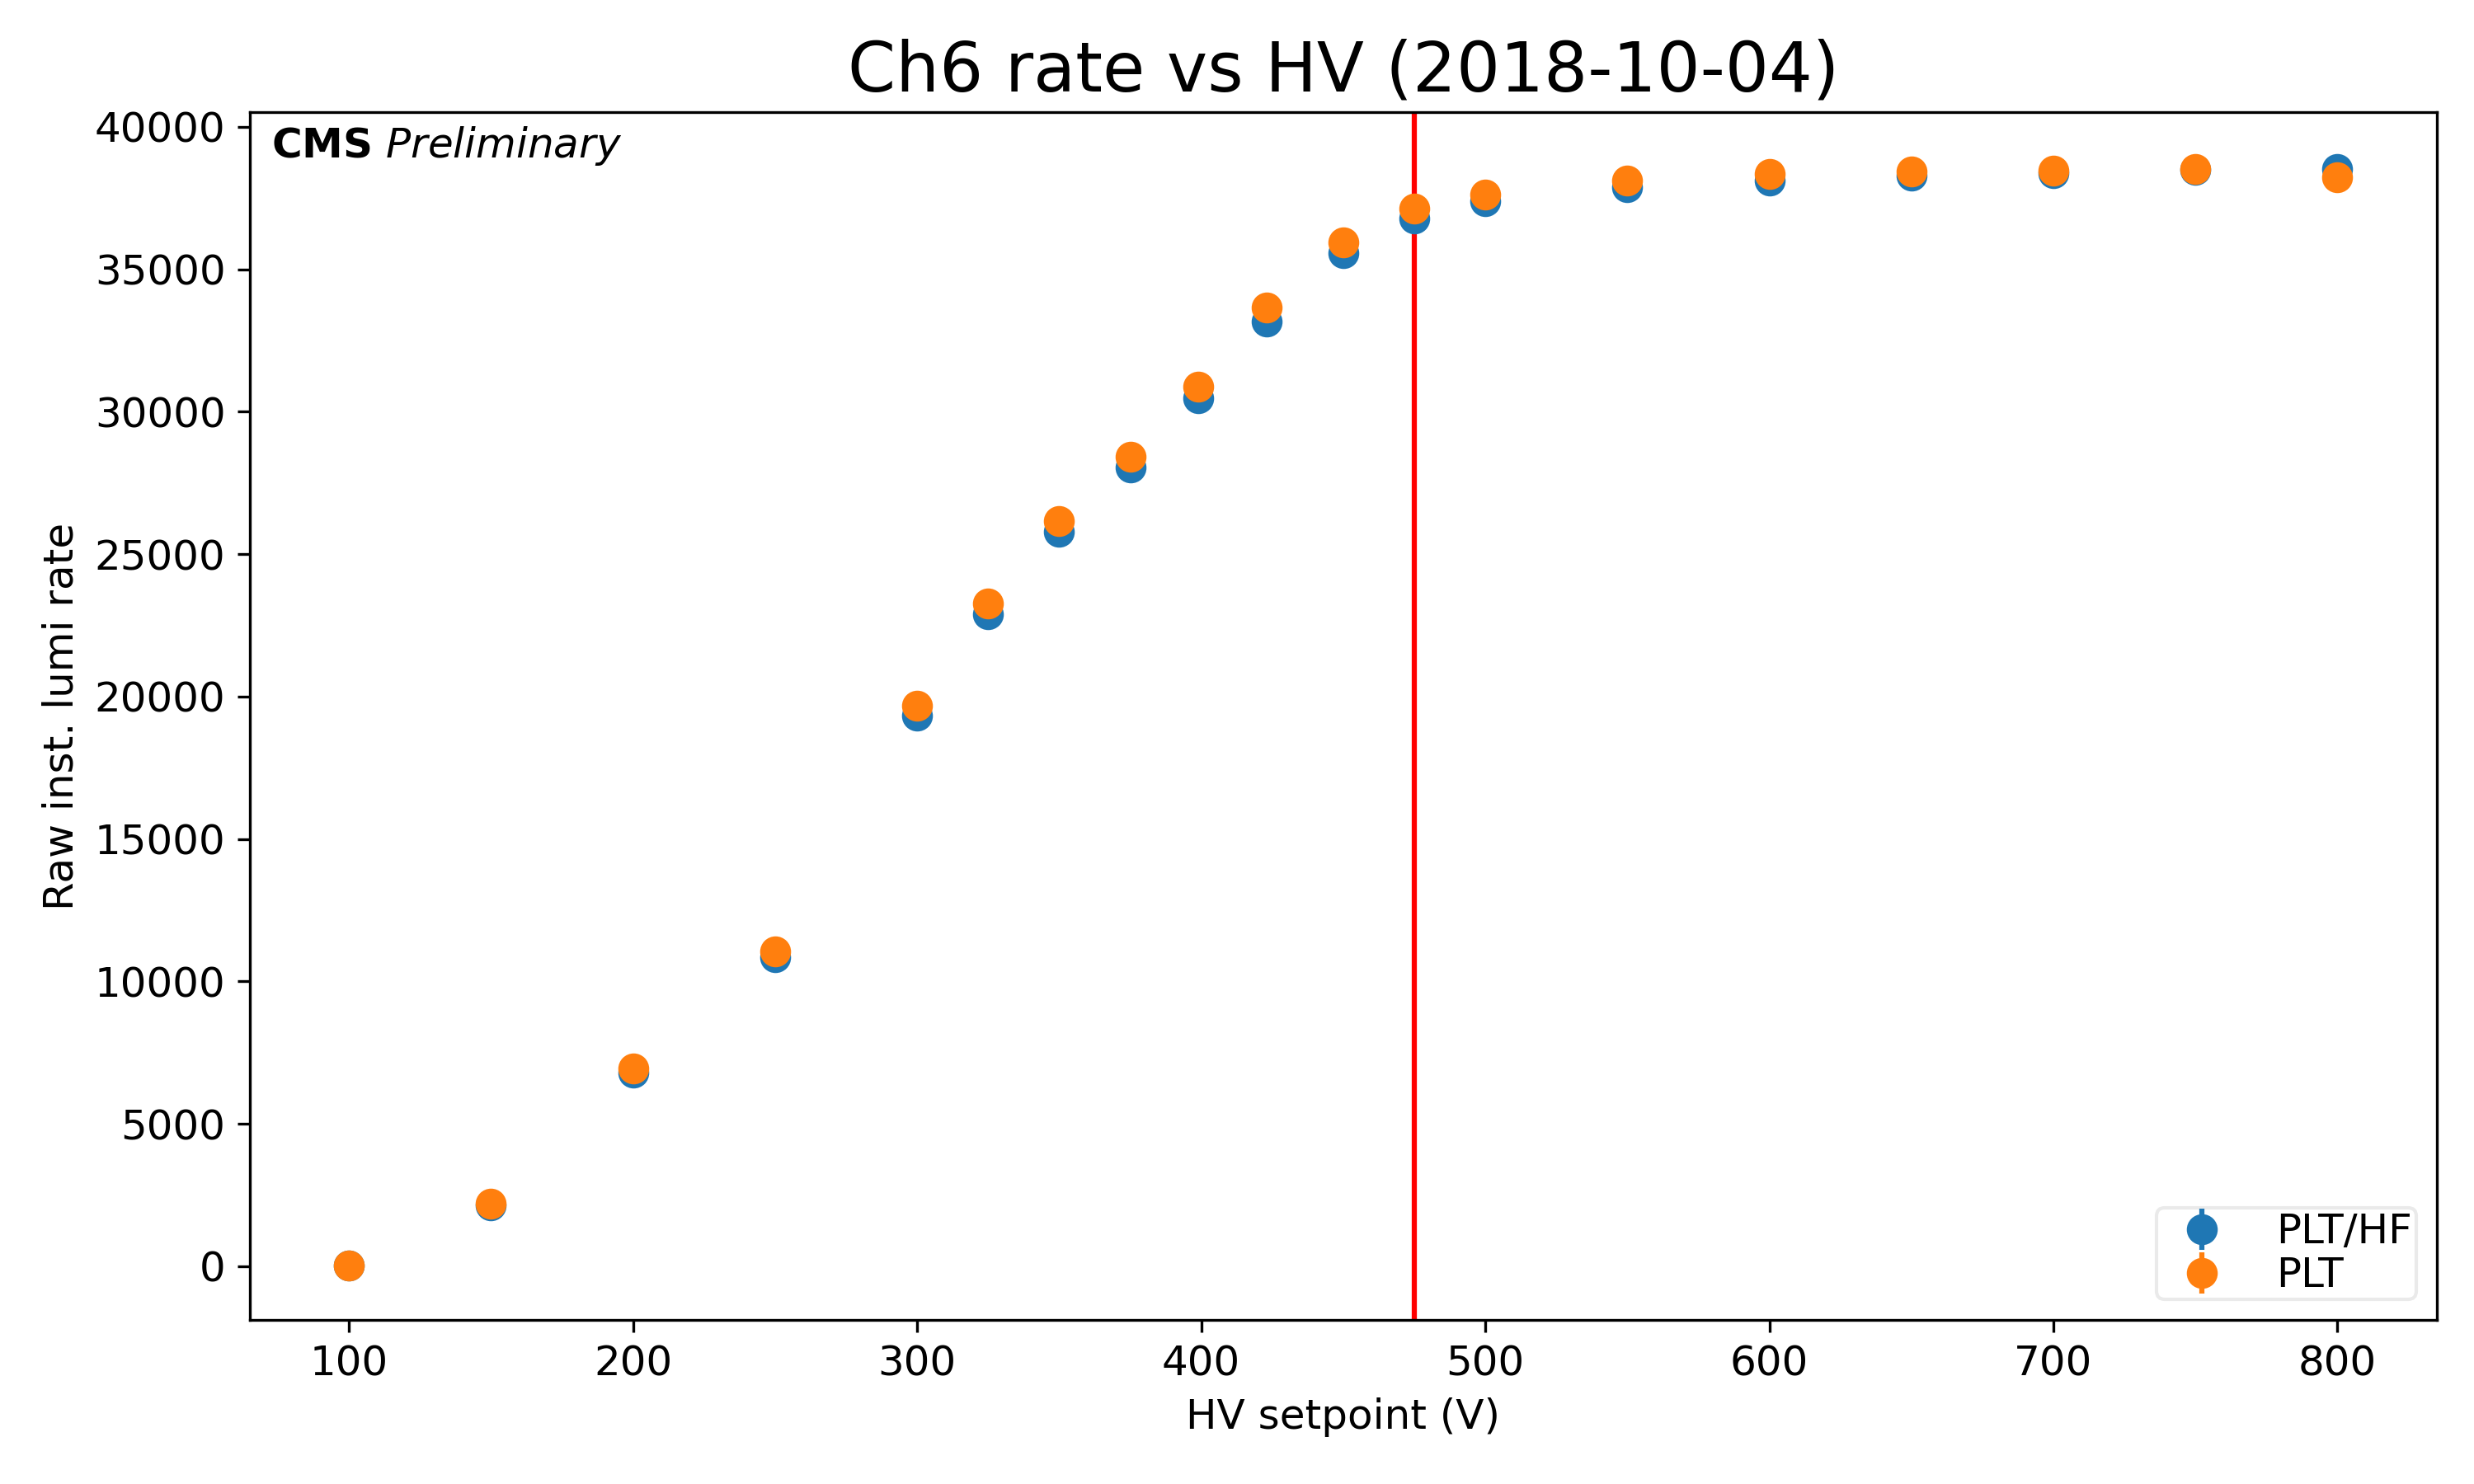 Ch6 rate vs HV (2018-10-04)
CMS Preliminary
40000
35000
30000
25000
20000
15000
10000
5000
0
Raw inst. lumi rate
100 200 300 400 500 600 700 800
HV setpoint (V)
PLT/HF
PLT